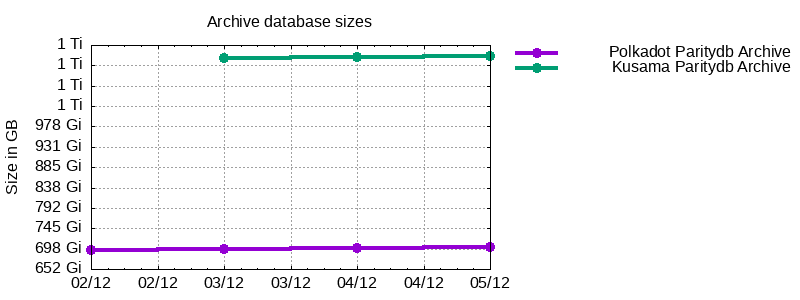 Archive database sizes
1 Ti
1 Ti
1 Ti
1 Ti
978 Gi
931 Gi
885 Gi
838 Gi
792 Gi
745 Gi
698 Gi
652 Gi
Size in GB
02/12 02/12 03/12 03/12 04/12 04/12 05/12
Polkadot Paritydb Archive
Kusama Paritydb Archive